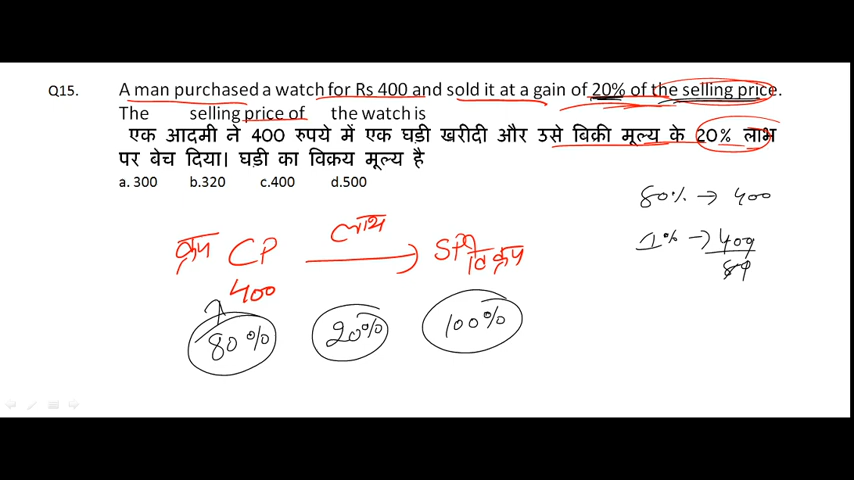 Q15. A man purchased a watch for Rs 400 and sold it at a gain of 20% of the selling price.
The selling price of the watch is
एक आदमी ने 400 रुपये में एक घड़ी खरीदी और उसे विक्री मूल्य के 20% लाभ
पर बेच दिया। घड़ी का विकय मूल्य है
a. 300 b.320 c.400 d.500
80% → 400
1% → 400
80
क्रय CP लाभ SP विक्रय
400
80% 20% 100%